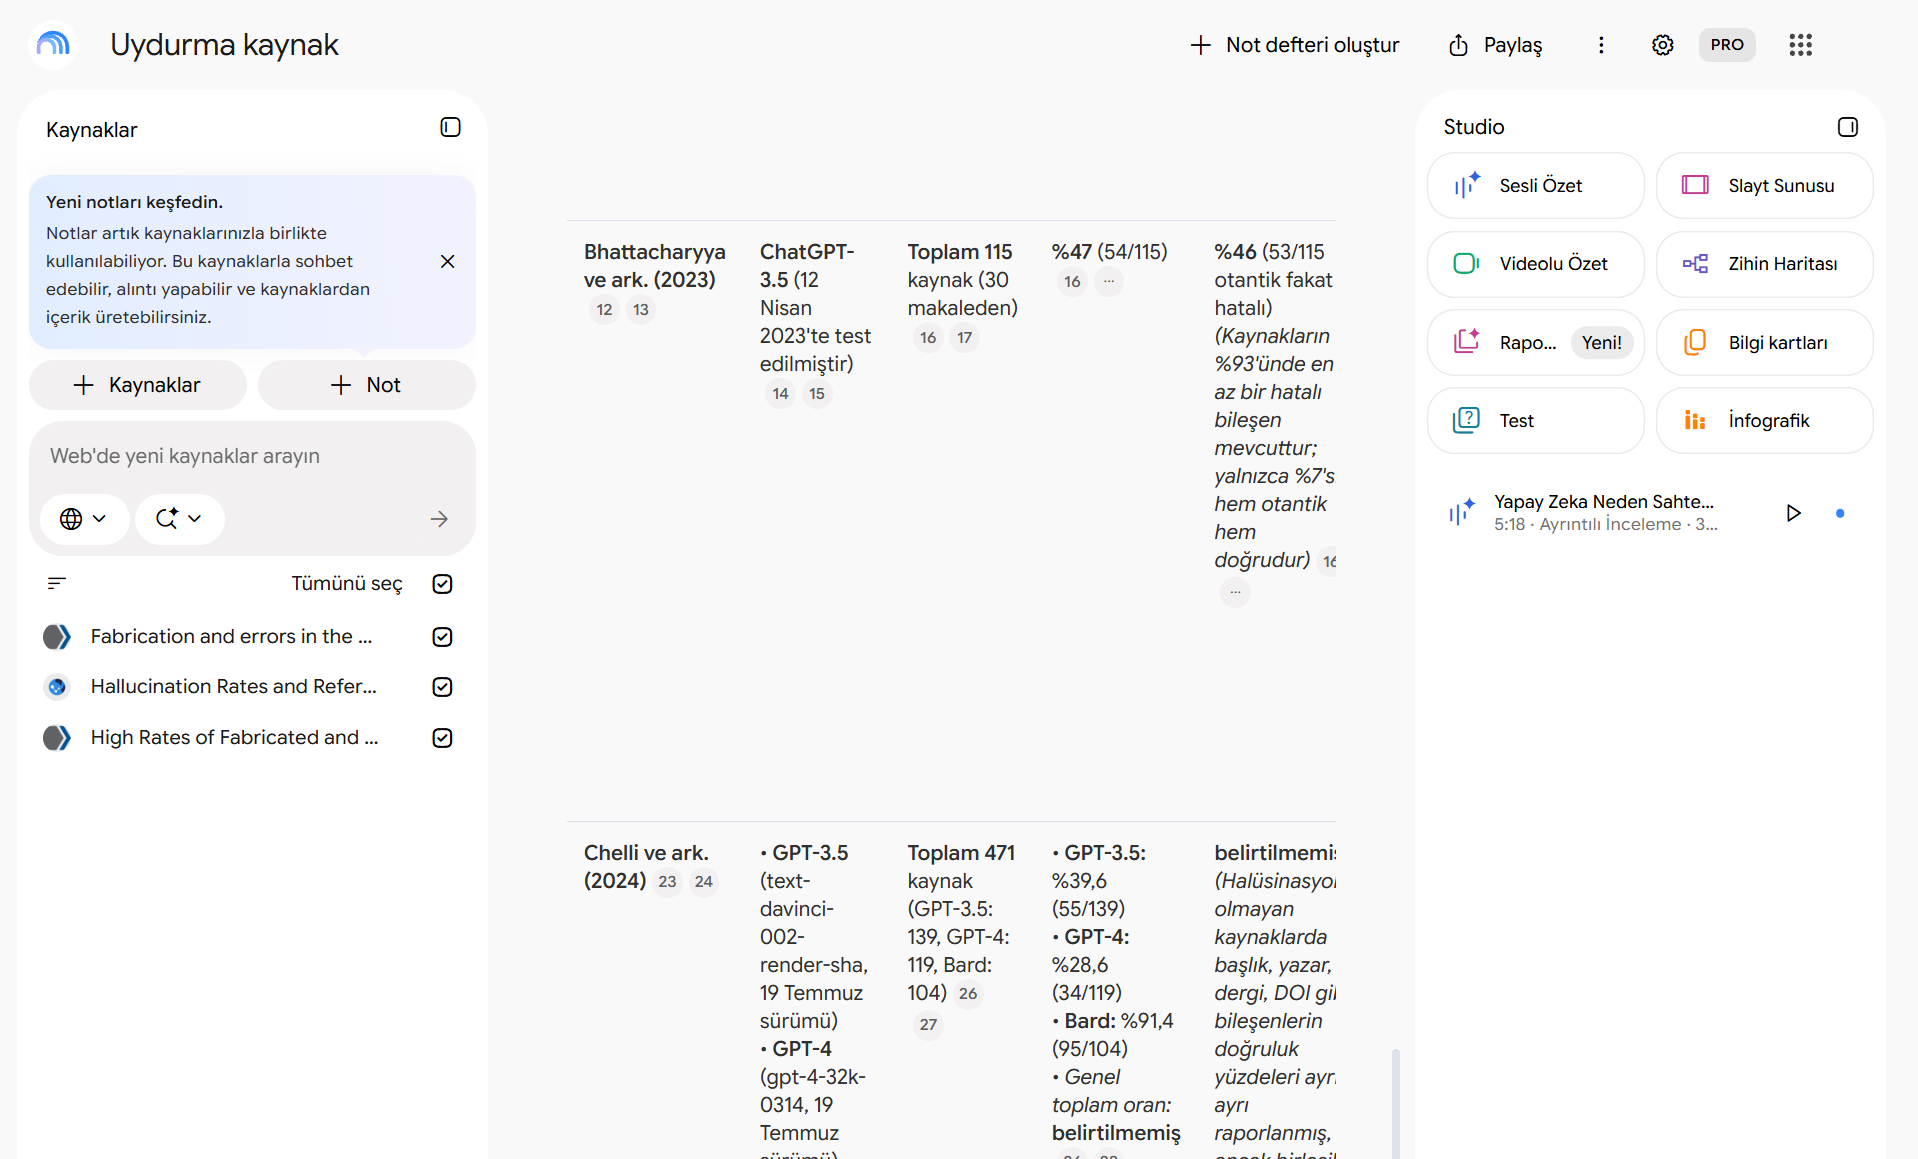 Uydurma kaynak
Not defteri oluştur
Paylaş
PRO
Kaynaklar
Yeni notları keşfedin.
Notlar artık kaynaklarınızla birlikte
kullanılabiliyor. Bu kaynaklarla sohbet
edebilir, alıntı yapabilir ve kaynaklardan
içerik üretebilirsiniz.
Kaynaklar
Not
Web'de yeni kaynaklar arayın
Tümünü seç
Fabrication and errors in the ...
Hallucination Rates and Refer...
High Rates of Fabricated and ...
Bhattacharyya
ve ark. (2023)
12 13
ChatGPT-
3.5 (12
Nisan
2023'te test
edilmiştir)
14 15
Toplam 115
kaynak (30
makaleden)
16 17
%47 (54/115)
16 ...
%46 (53/115
otantik fakat
hatalı)
(Kaynakların
%93'ünde en
az bir hatalı
bileşen
mevcuttur;
yalnızca %7's
hem otantik
hem
doğrudur) 16
...
Chelli ve ark.
(2024) 23 24
• GPT-3.5
(text-
davinci-
002-
render-sha,
19 Temmuz
sürümü)
• GPT-4
(gpt-4-32k-
0314, 19
Temmuz
Toplam 471
kaynak
(GPT-3.5:
139, GPT-4:
119, Bard:
104) 26
27
• GPT-3.5:
%39,6
(55/139)
• GPT-4:
%28,6
(34/119)
• Bard: %91,4
(95/104)
• Genel
toplam oran:
belirtilmemiş
belirtilmemiş
(Halüsinasyo
olmayan
kaynaklarda
başlık, yazar,
dergi, DOI gi
bileşenlerin
doğruluk
yüzdeleri ayr
ayrı
raporlanmış,
Studio
Sesli Özet
Slayt Sunusu
Videolu Özet
Zihin Haritası
Rapo... Yeni!
Bilgi kartları
Test
İnfografik
Yapay Zeka Neden Sahte...
5:18 · Ayrıntılı İnceleme · 3...